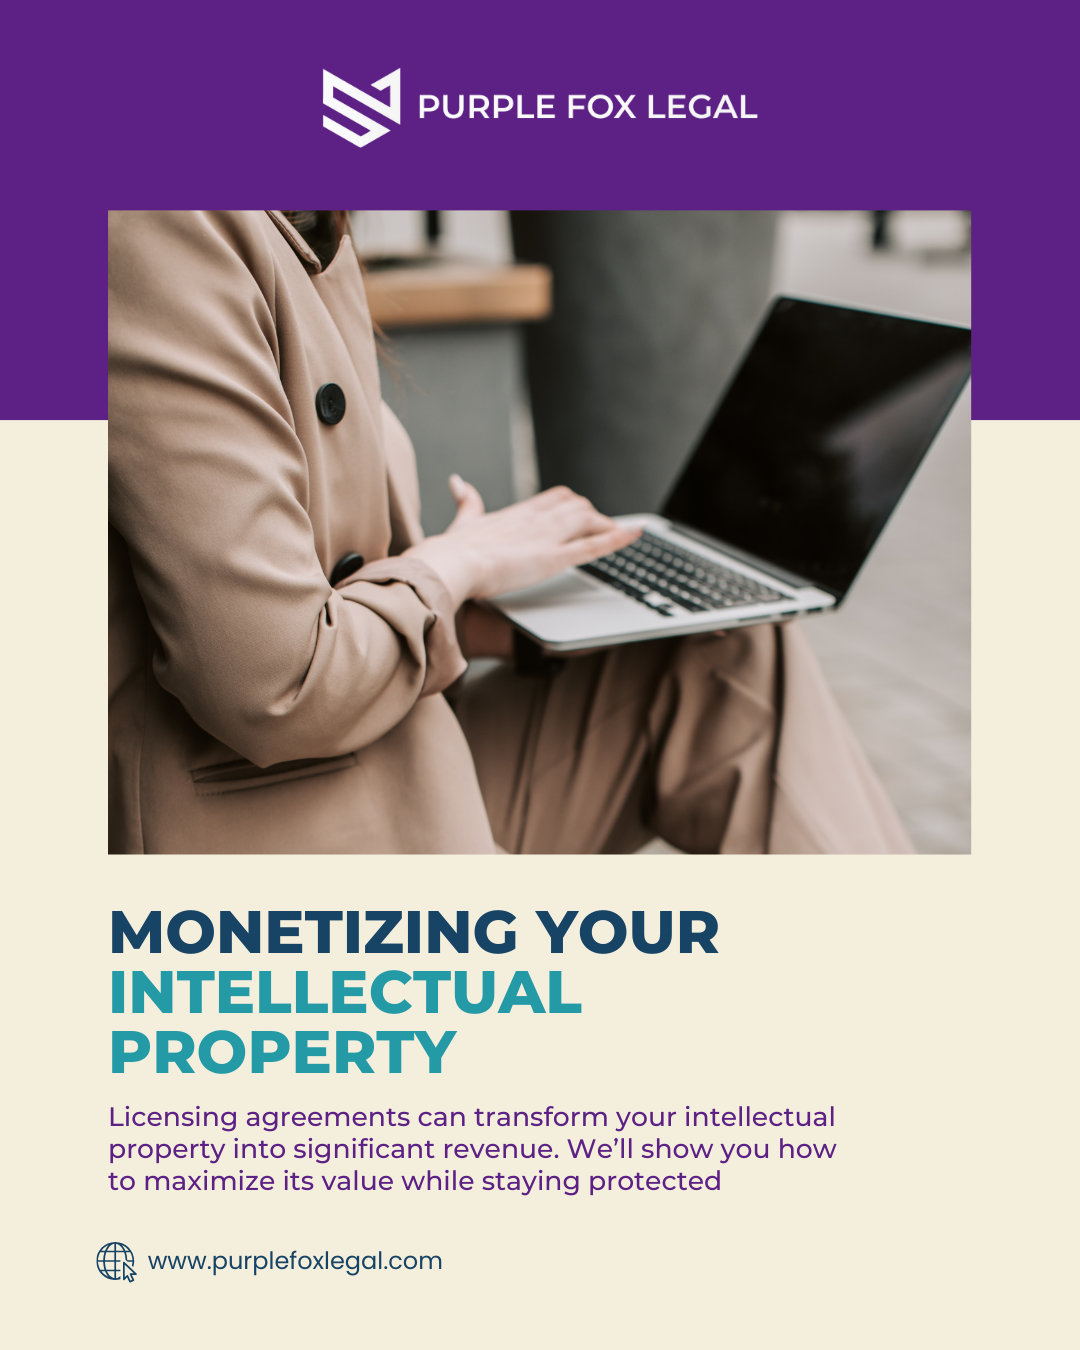 PURPLE FOX LEGAL
MONETIZING YOUR
INTELLECTUAL
PROPERTY
Licensing agreements can transform your intellectual
property into significant revenue. We’ll show you how
to maximize its value while staying protected
www.purplefoxlegal.com